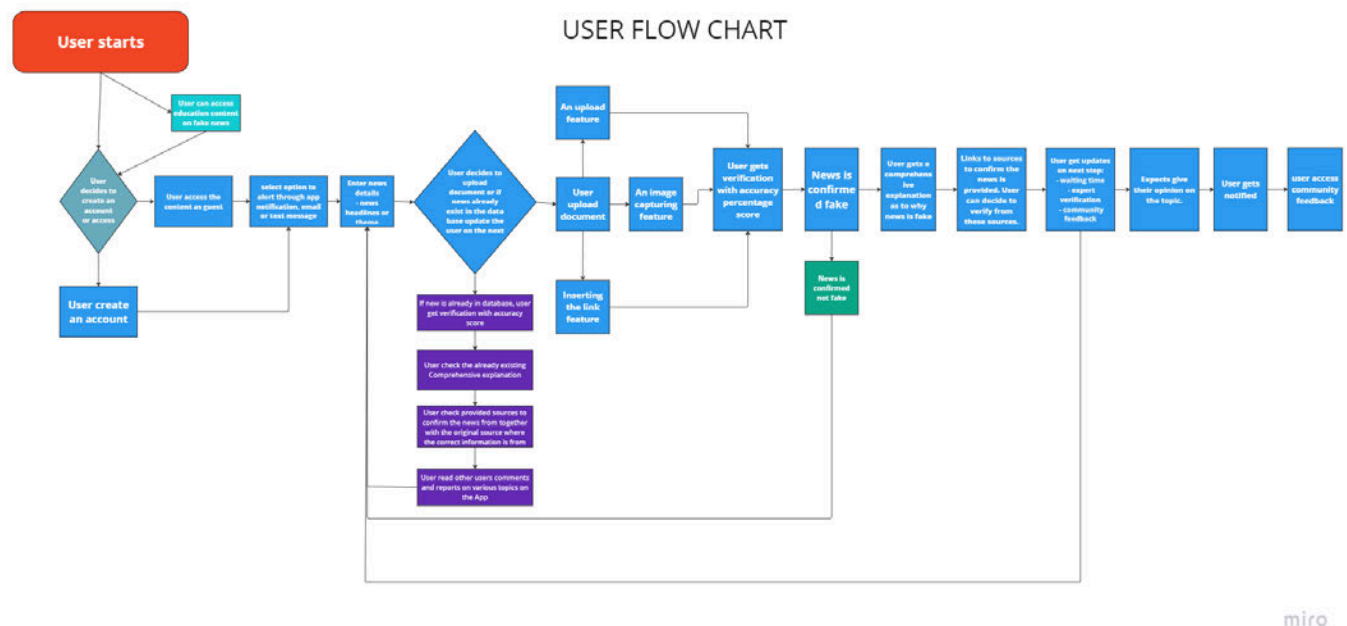 USER FLOW CHART
User starts
User can access
education content
on fake news
User
decides to
create an
account
or access
User access the
content as guest
select option to
alert through app
notification, email
or text message
Enter news
details
- news
headlines or
theme
User decides to
upload
document or if
news already
exist in the data
base update the
user on the next
An upload
feature
User
upload
document
An image
capturing
feature
Inserting
the link
feature
User gets
verification
with accuracy
percentage
score
News is
confirme
d fake
News is
confirmed
not fake
User gets a
comprehens
ive
explanation
as to why
news is fake
Links to sources to
confirm the
news is
provided. User
can decide to
verify from
these sources.
User get updates
on next step:
- waiting time
- expert
verification
- community
feedback
Expects give
their opinion on
the topic.
User gets
notified
user access
community
feedback
User create
an account
If new is already in database, user
get verification with accuracy
score
User check the already existing
Comprehensive explanation
User check provided sources to
confirm the news from together
with the original source where
the correct information is from
User read other users comments
and reports on various topics on
the App
miro